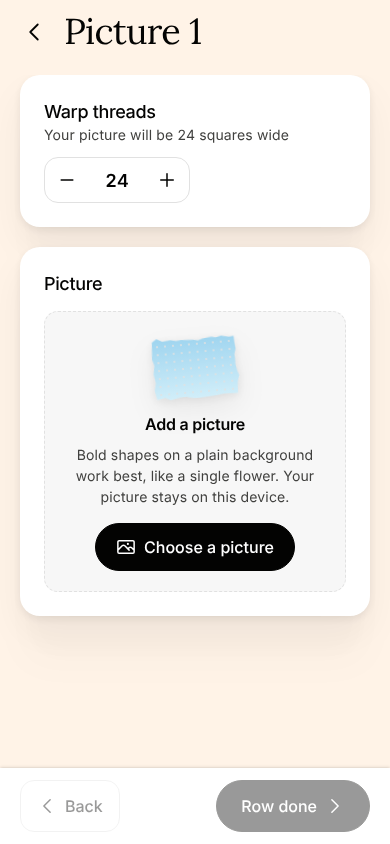 Picture 1
Warp threads
Your picture will be 24 squares wide
24
Picture
Add a picture
Bold shapes on a plain background
work best, like a single flower. Your
picture stays on this device.
Choose a picture
Back
Row done